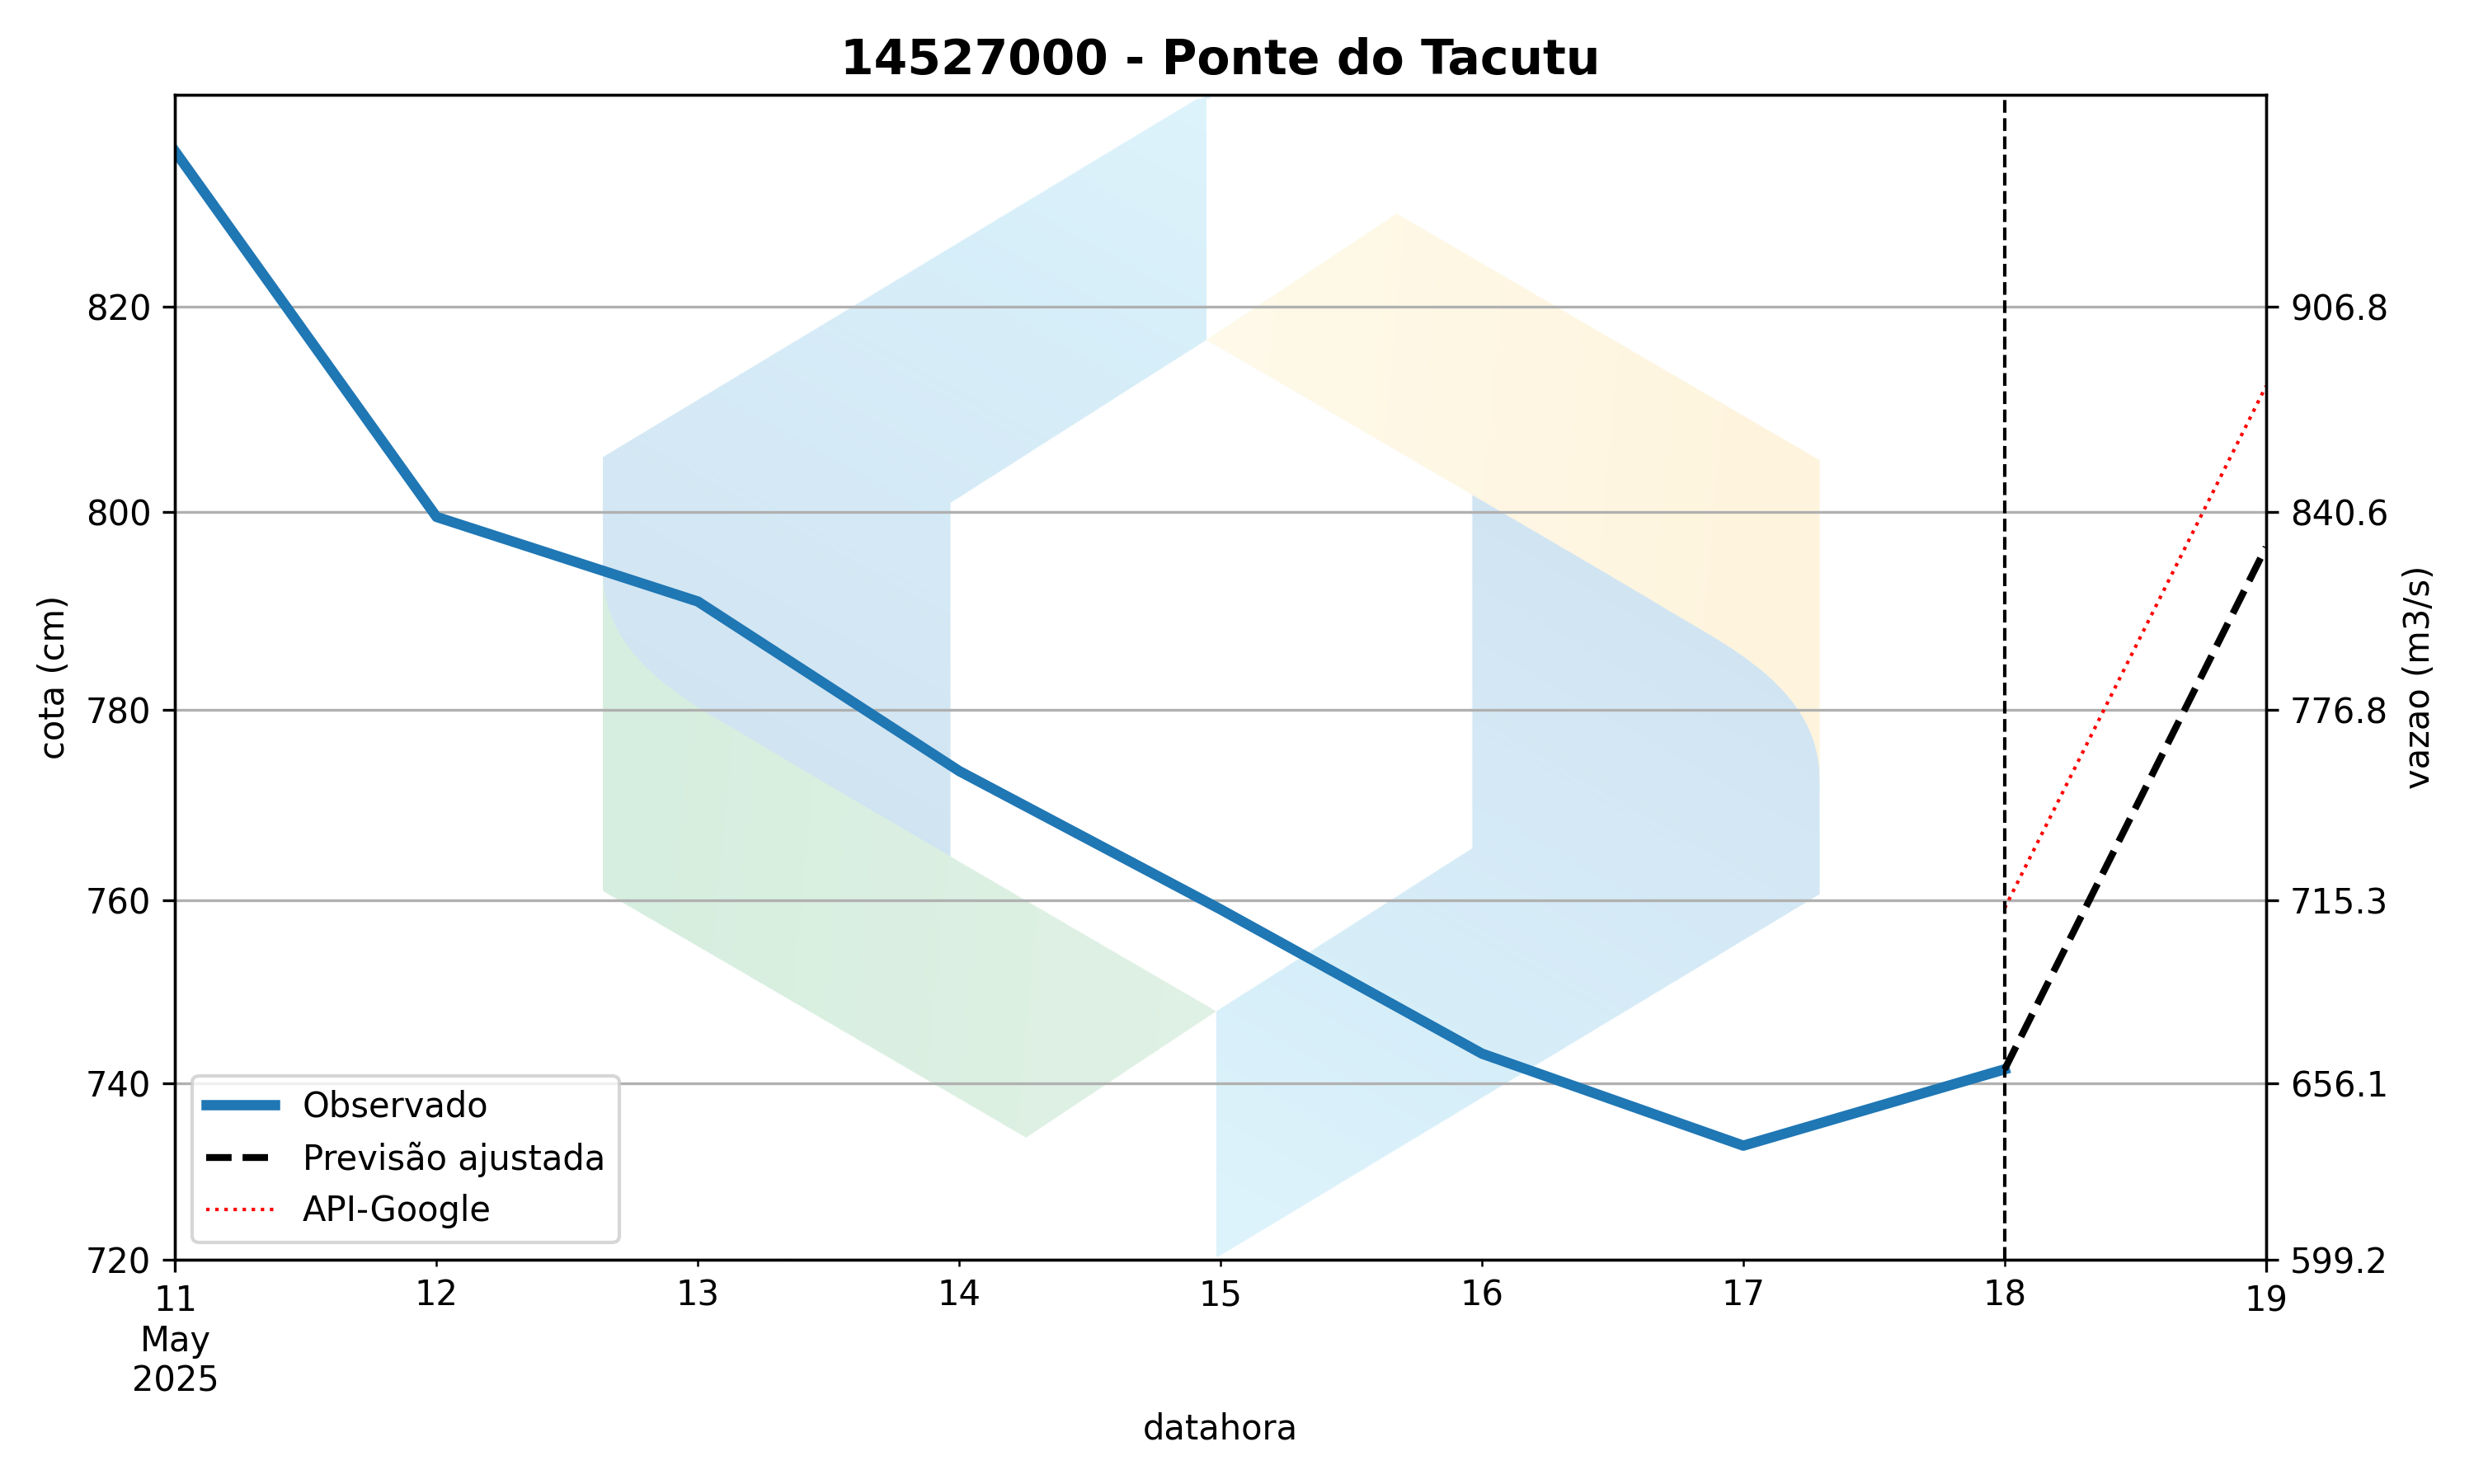 14527000 - Ponte do Tacutu
820
800
780
760
740
720
cota (cm)
906.8
840.6
776.8
715.3
656.1
599.2
vazao (m3/s)
Observado
Previsão ajustada
API-Google
11 12 13 14 15 16 17 18 19
May
2025
datahora